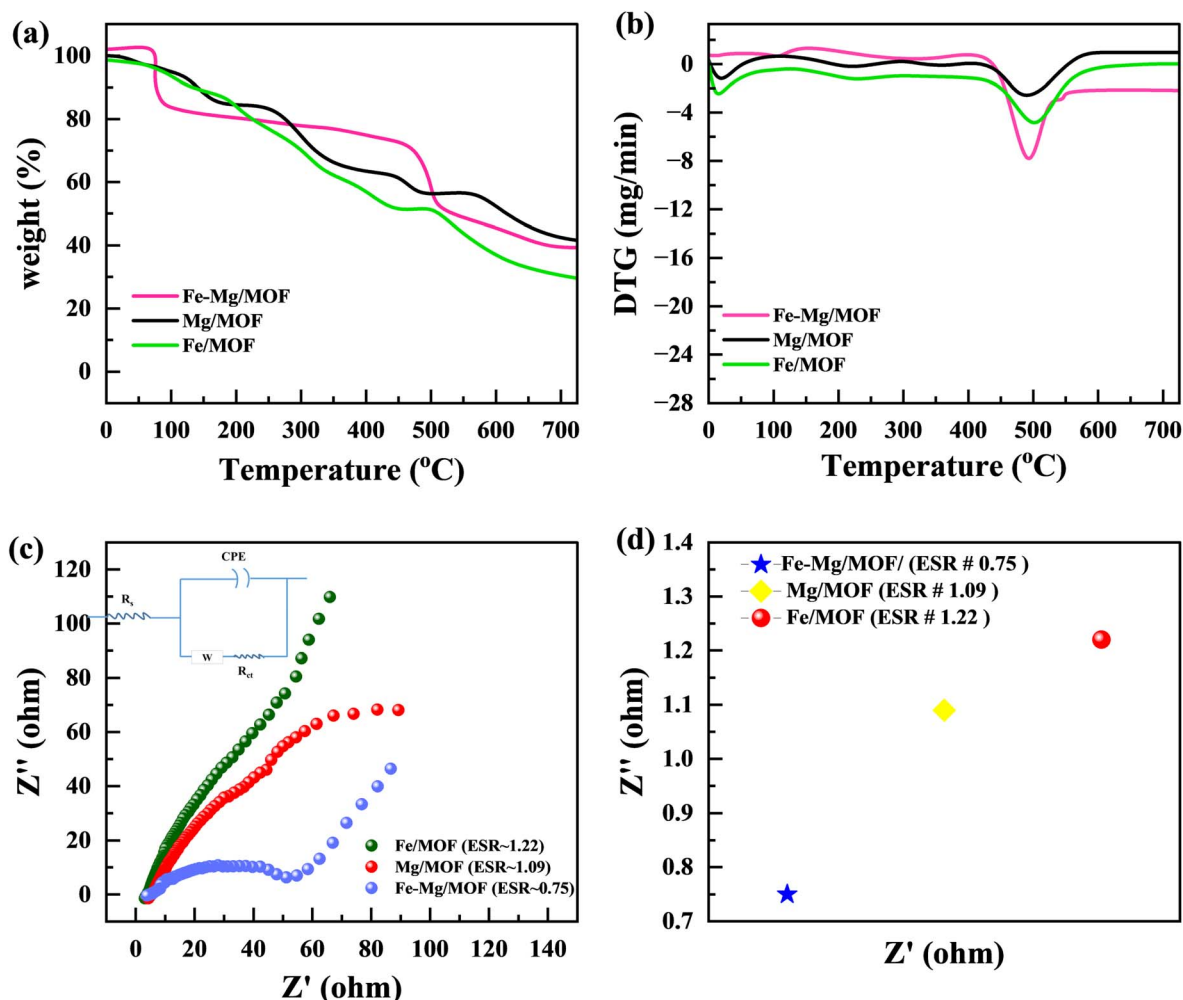 (a)
100
80
60
40
20
0
weight (%)
Fe-Mg/MOF
Mg/MOF
Fe/MOF
0 100 200 300 400 500 600 700
Temperature (ºC)
(b)
0
−4
−8
−12
−16
−20
−24
−28
DTG (mg/min)
Fe-Mg/MOF
Mg/MOF
Fe/MOF
0 100 200 300 400 500 600 700
Temperature (ºC)
(c)
120
100
80
60
40
20
0
Z'' (ohm)
CPE
Rs
W
Rct
Fe/MOF (ESR~1.22)
Mg/MOF (ESR~1.09)
Fe-Mg/MOF (ESR~0.75)
0 20 40 60 80 100 120 140
Z' (ohm)
(d)
1.4
1.3
1.2
1.1
1.0
0.9
0.8
0.7
Z'' (ohm)
Fe-Mg/MOF/ (ESR # 0.75 )
Mg/MOF (ESR # 1.09 )
Fe/MOF (ESR # 1.22 )
Z' (ohm)